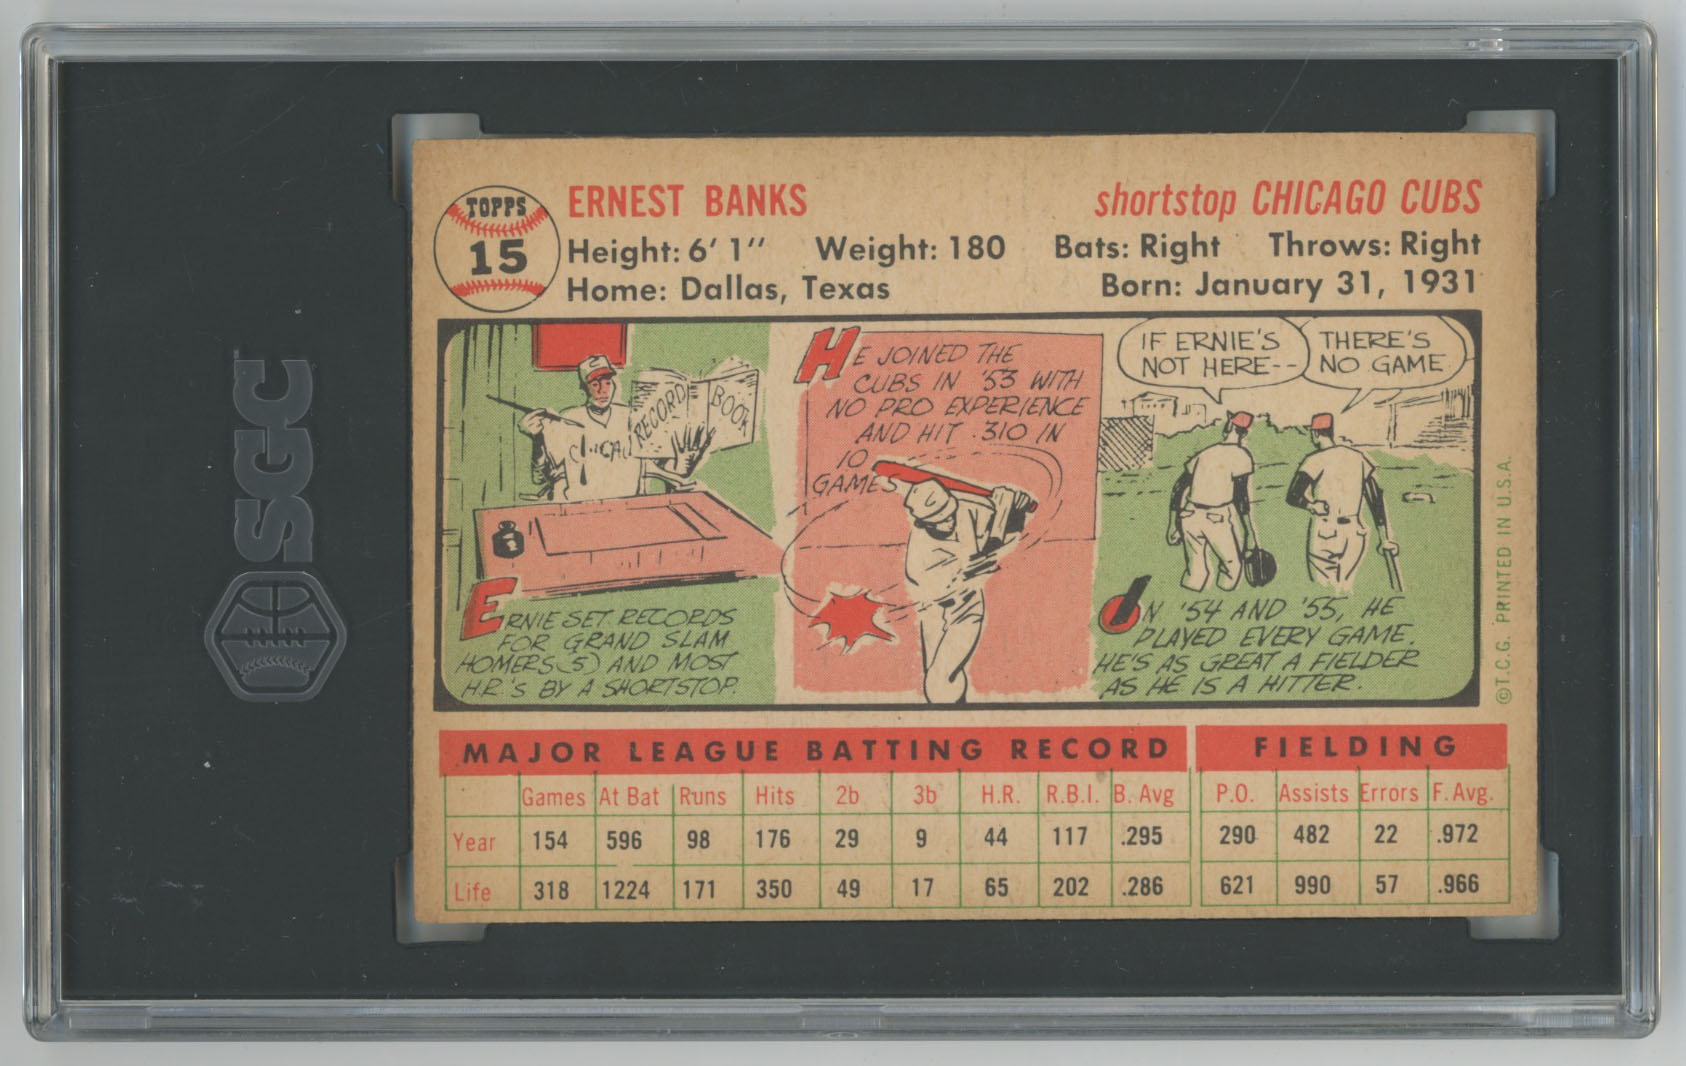 SGC
TOPPS
15
ERNEST BANKS
shortstop CHICAGO CUBS
Height: 6' 1" Weight: 180 Bats: Right Throws: Right
Home: Dallas, Texas Born: January 31, 1931
C
RECORD BOOK
CHICAG
1
ERNIE SET RECORDS
FOR GRAND SLAM
HOMERS (5) AND MOST
H.R.'S BY A SHORTSTOP.
HE JOINED THE
CUBS IN '53 WITH
NO PRO EXPERIENCE
AND HIT .310 IN
10
GAMES
C
IF ERNIE'S
NOT HERE--
THERE'S
NO GAME
ON '54 AND '55, HE
PLAYED EVERY GAME.
HE'S AS GREAT A FIELDER
AS HE IS A HITTER.
©T.C.G. PRINTED IN U.S.A.
MAJOR LEAGUE BATTING RECORD FIELDING
Games At Bat Runs Hits 2b 3b H.R. R.B.I. B. Avg P.O. Assists Errors F. Avg.
Year 154 596 98 176 29 9 44 117 .295 290 482 22 .972
Life 318 1224 171 350 49 17 65 202 .286 621 990 57 .966